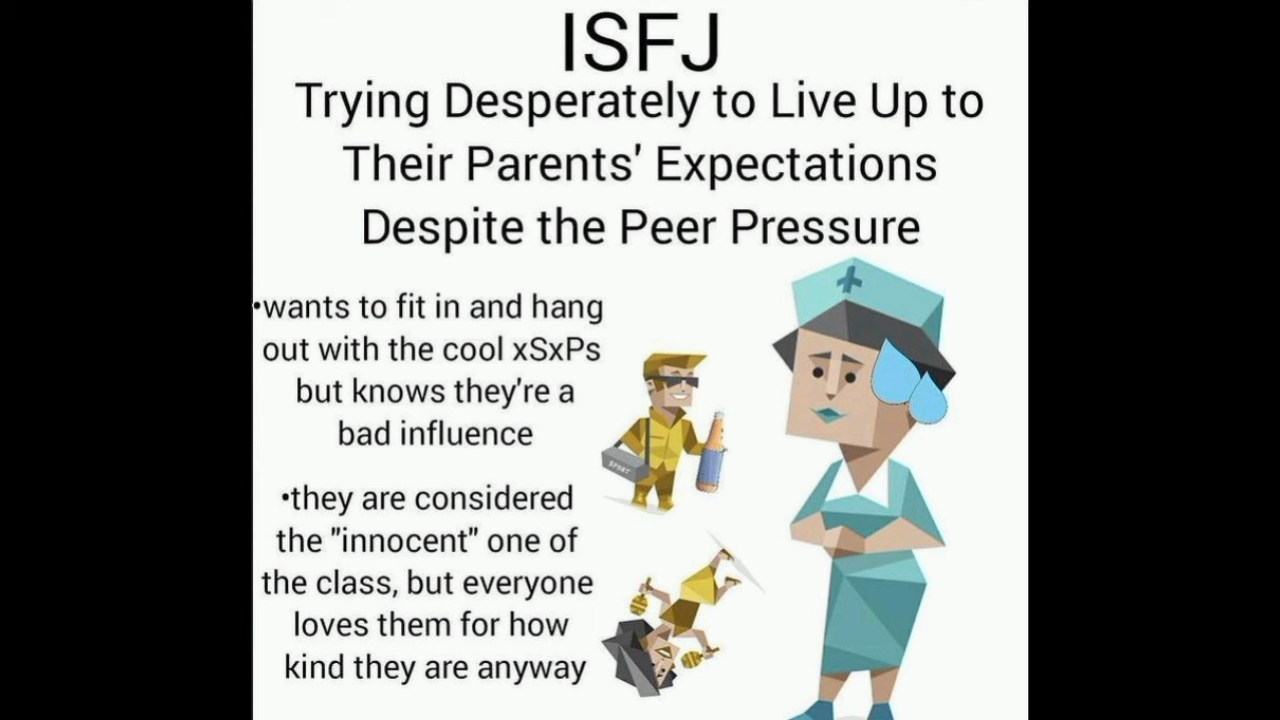 ISFJ
Trying Desperately to Live Up to
Their Parents' Expectations
Despite the Peer Pressure
•wants to fit in and hang
out with the cool xSxPs
but knows they're a
bad influence
SPORT
•they are considered
the "innocent" one of
the class, but everyone
loves them for how
kind they are anyway